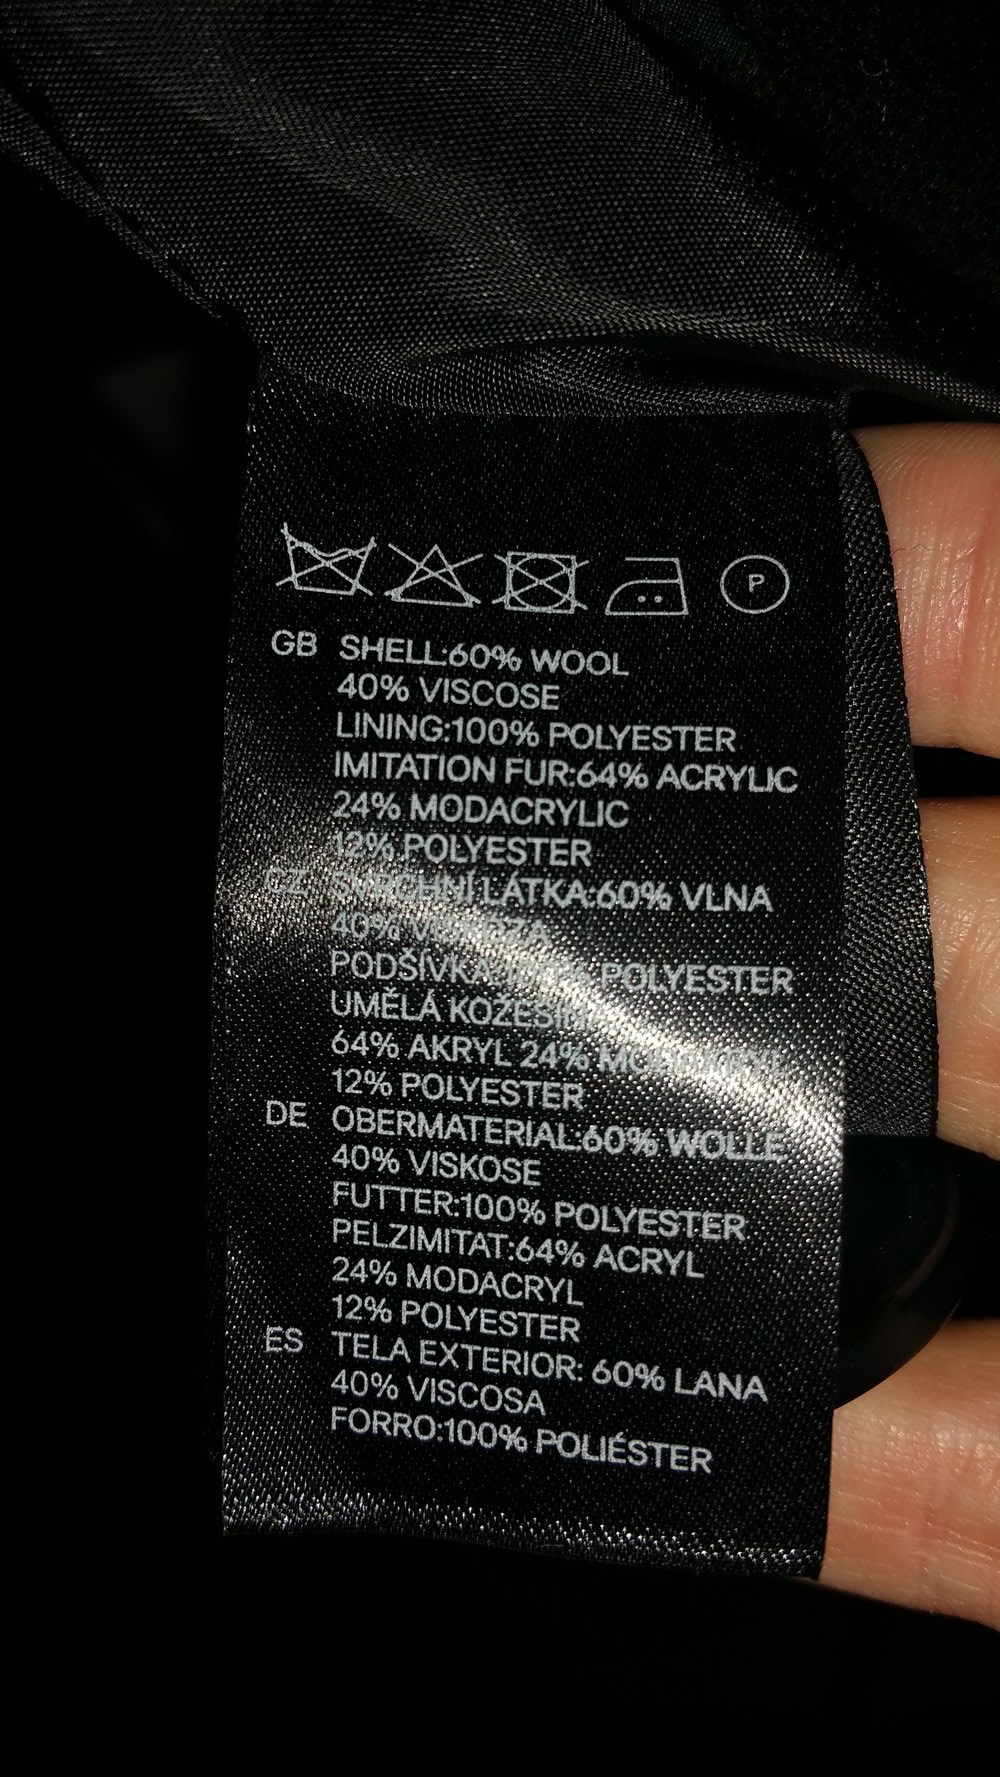 P
GB SHELL:60% WOOL
40% VISCOSE
LINING:100% POLYESTER
IMITATION FUR:64% ACRYLIC
24% MODACRYLIC
12% POLYESTER
CZ SVRCHNÍ LÁTKA:60% VLNA
40%
PODŠÍVKA: POLYESTER
UMĚLÁ
64% AKRYL 24%
12% POLYESTER
DE OBERMATERIAL:60% WOLLE
40% VISKOSE
FUTTER:100% POLYESTER
PELZIMITAT:64% ACRYL
24% MODACRYL
12% POLYESTER
ES TELA EXTERIOR: 60% LANA
40% VISCOSA
FORRO:100% POLIÉSTER